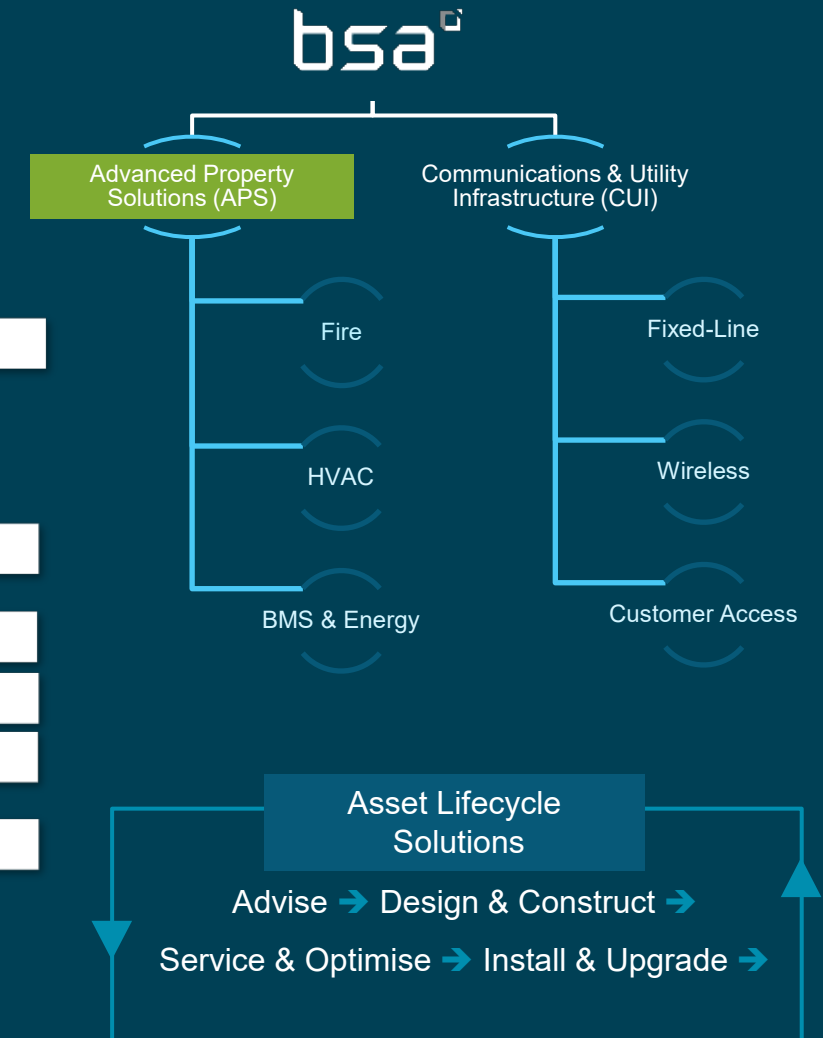 bsa
Advanced Property
Solutions (APS)
Communications & Utility
Infrastructure (CUI)
Fire
Fixed-Line
HVAC
Wireless
BMS & Energy
Customer Access
Asset Lifecycle
Solutions
Advise ➔ Design & Construct ➔
Service & Optimise ➔ Install & Upgrade ➔